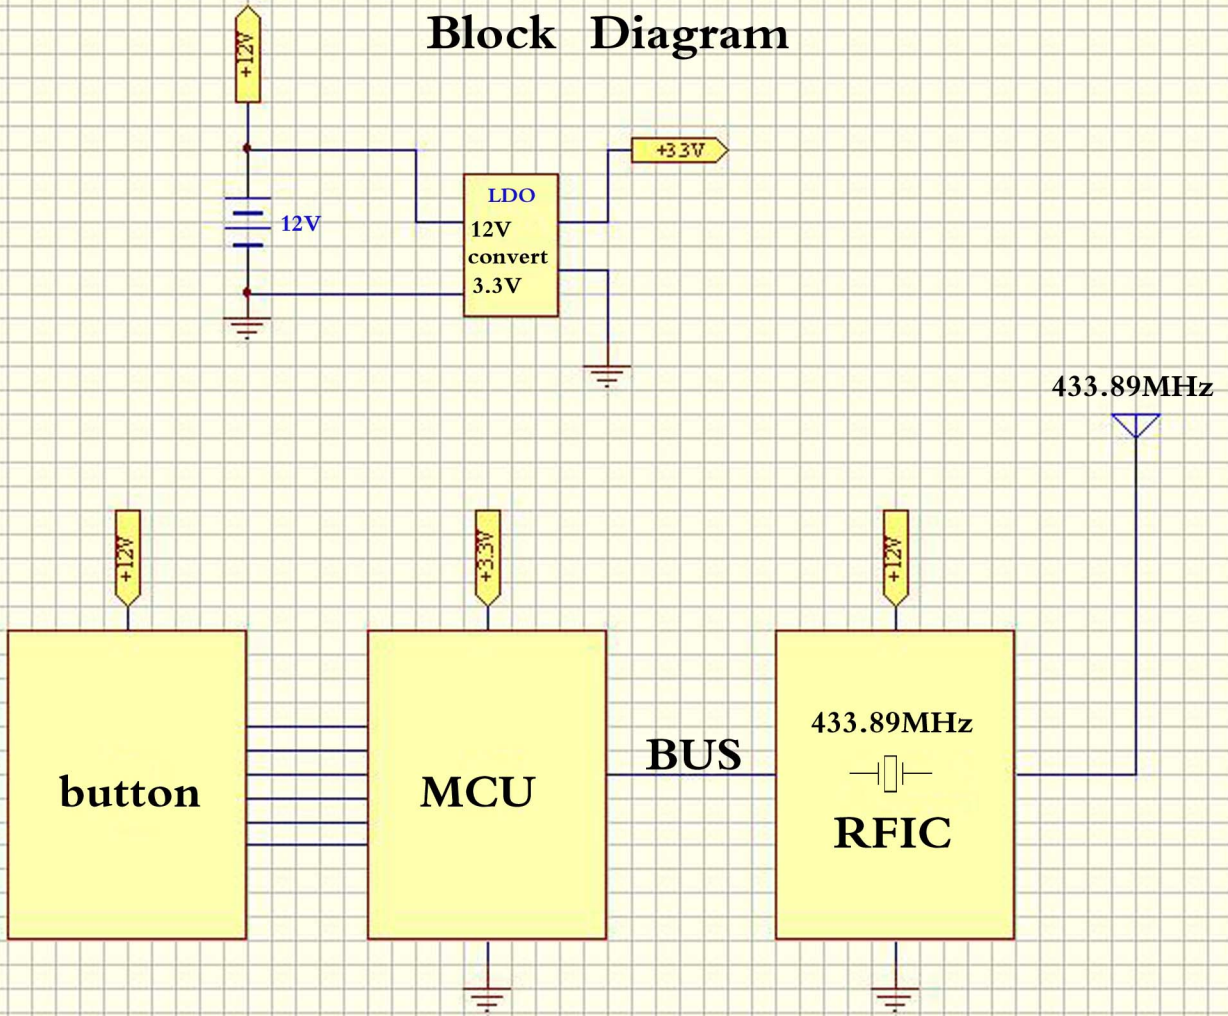 Block Diagram
+12V
+3.3V
LDO
12V
12V
convert
3.3V
433.89MHz
+12V
+3.3V
+12V
433.89MHz
BUS
button
MCU
RFIC